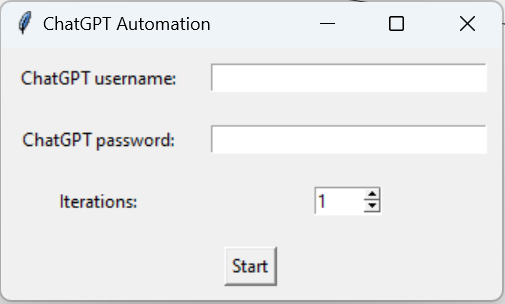 ChatGPT Automation
ChatGPT username:
ChatGPT password:
Iterations: 1
Start